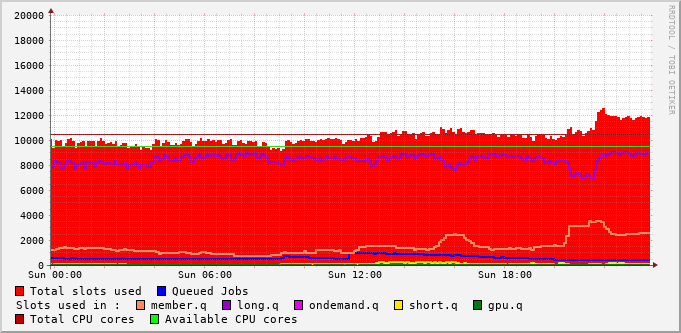 20000
18000
16000
14000
12000
10000
8000
6000
4000
2000
0
Sun 00:00 Sun 06:00 Sun 12:00 Sun 18:00
Total slots used Queued Jobs
Slots used in : member.q long.q ondemand.q short.q gpu.q
Total CPU cores Available CPU cores
RRDTOOL / TOBI OETIKER